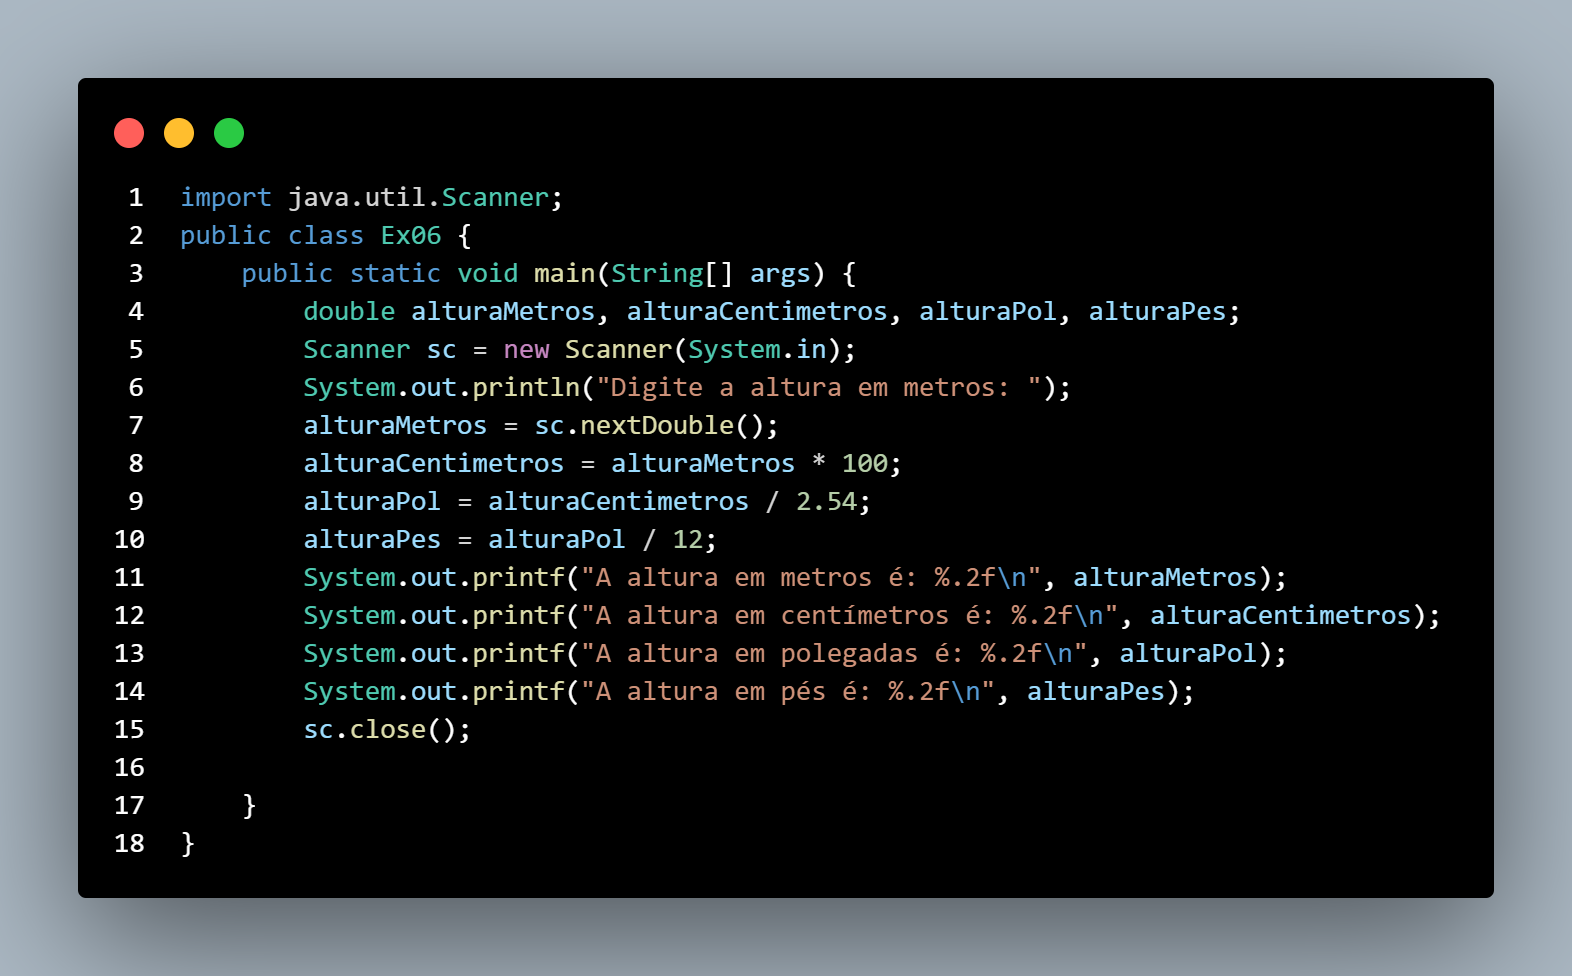 1 import java.util.Scanner;
2 public class Ex06 {
3     public static void main(String[] args) {
4         double alturaMetros, alturaCentimetros, alturaPol, alturaPes;
5         Scanner sc = new Scanner(System.in);
6         System.out.println("Digite a altura em metros: ");
7         alturaMetros = sc.nextDouble();
8         alturaCentimetros = alturaMetros * 100;
9         alturaPol = alturaCentimetros / 2.54;
10         alturaPes = alturaPol / 12;
11         System.out.printf("A altura em metros é: %.2f\n", alturaMetros);
12         System.out.printf("A altura em centímetros é: %.2f\n", alturaCentimetros);
13         System.out.printf("A altura em polegadas é: %.2f\n", alturaPol);
14         System.out.printf("A altura em pés é: %.2f\n", alturaPes);
15         sc.close();
16
17     }
18 }